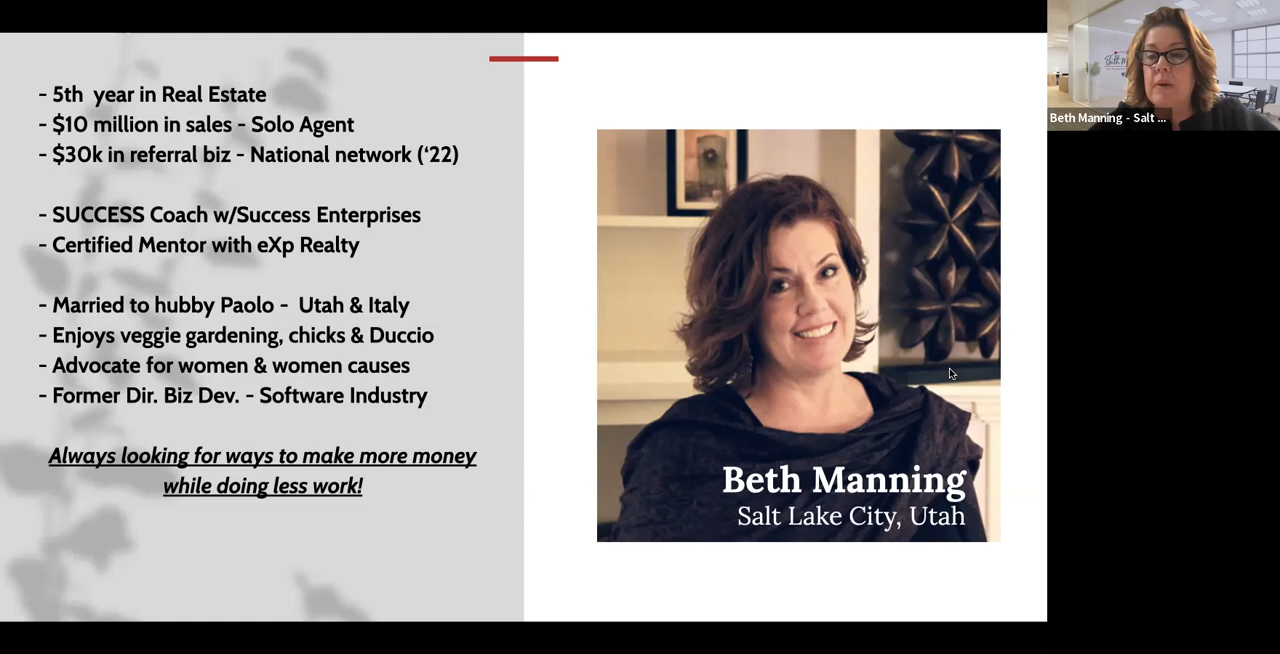 - 5th year in Real Estate
- $10 million in sales - Solo Agent
- $30k in referral biz - National network (‘22)
- SUCCESS Coach w/Success Enterprises
- Certified Mentor with eXp Realty
- Married to hubby Paolo - Utah & Italy
- Enjoys veggie gardening, chicks & Duccio
- Advocate for women & women causes
- Former Dir. Biz Dev. - Software Industry
Always looking for ways to make more money
while doing less work!
Beth Manning
Salt Lake City, Utah
Beth Manning - Salt ...